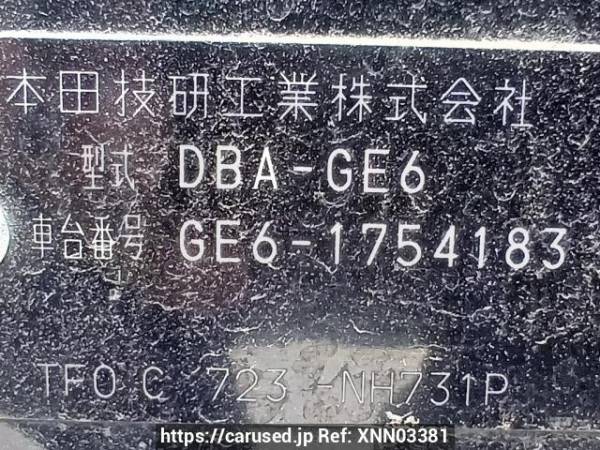 本田技研工業株式会社
型式 DBA-GE6
車台番号 GE6-1754183
TFO C 723 -NH731P
https://carused.jp Ref: XNN03381